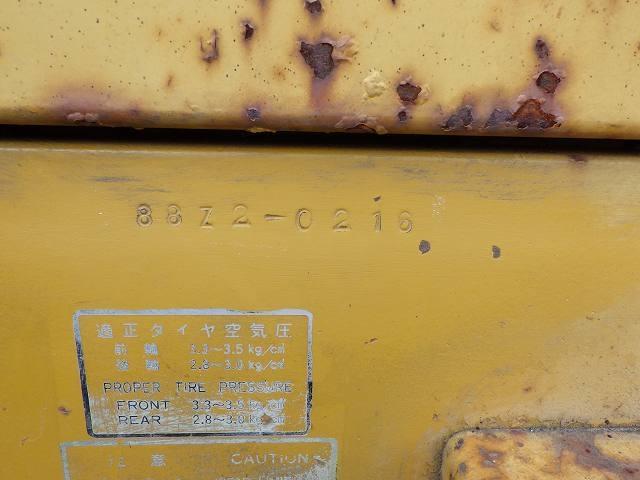 88Z2-0216
適正タイヤ空気圧
前輪 3.3～3.5 kg/c㎡
後輪 2.8～3.0 kg/c㎡
PROPER TIRE PRESSURE
FRONT 3.3～3.5 kg/c㎡
REAR 2.8～3.0 kg/c㎡
注意 CAUTION